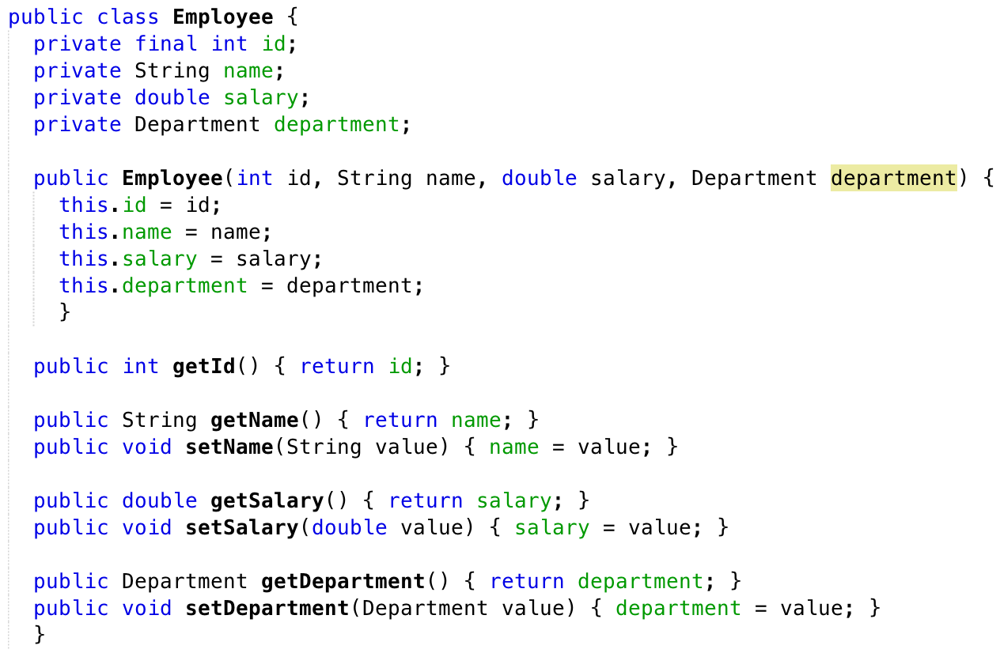 public class Employee {
  private final int id;
  private String name;
  private double salary;
  private Department department;

  public Employee(int id, String name, double salary, Department department) {
    this.id = id;
    this.name = name;
    this.salary = salary;
    this.department = department;
    }

  public int getId() { return id; }

  public String getName() { return name; }
  public void setName(String value) { name = value; }

  public double getSalary() { return salary; }
  public void setSalary(double value) { salary = value; }

  public Department getDepartment() { return department; }
  public void setDepartment(Department value) { department = value; }
  }